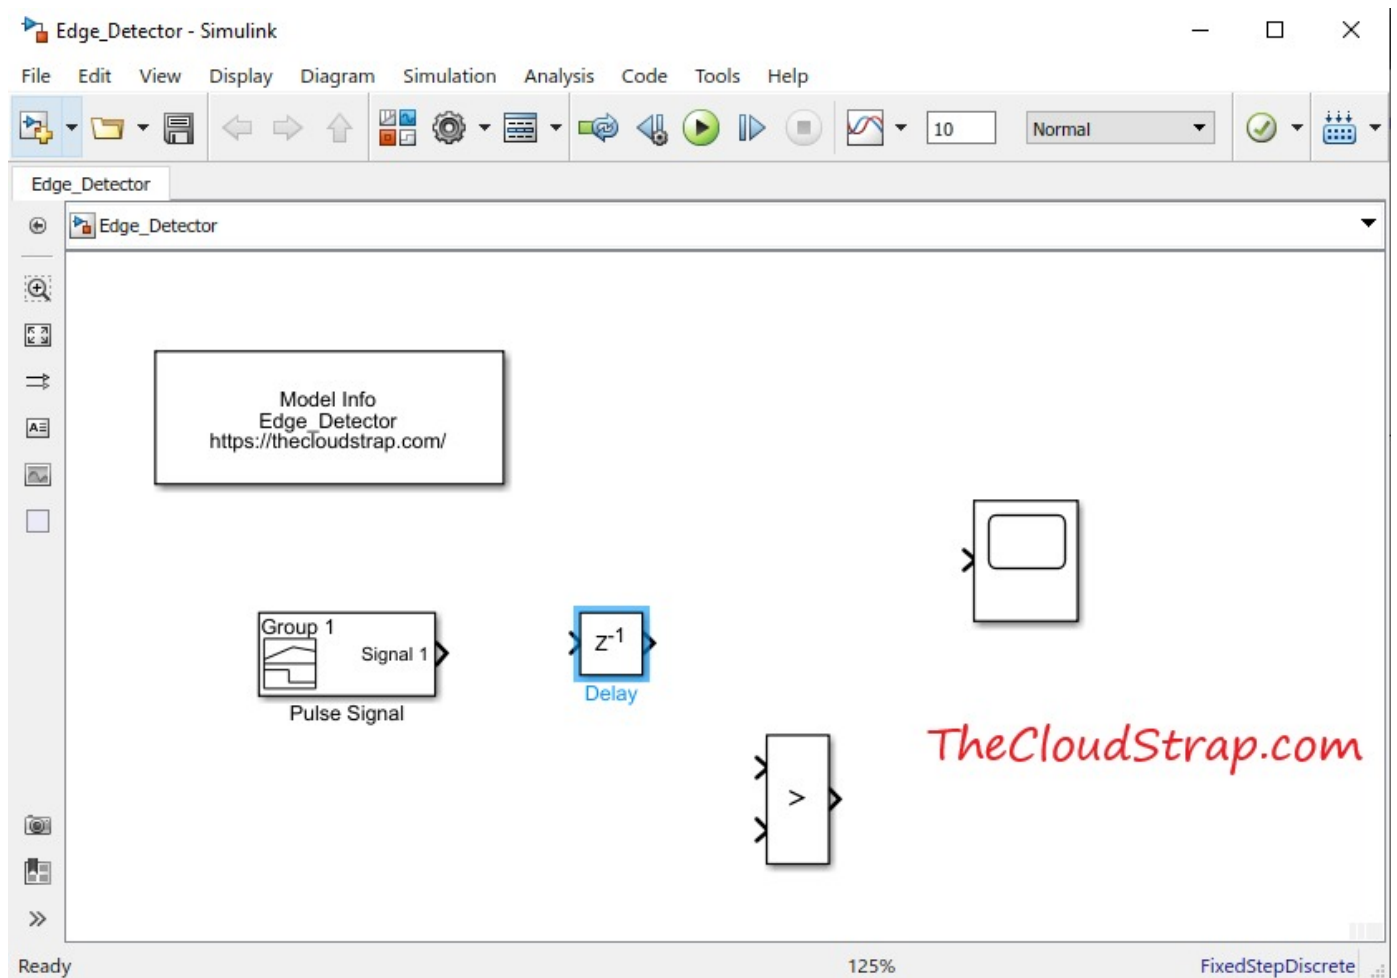 Edge_Detector - Simulink
File Edit View Display Diagram Simulation Analysis Code Tools Help
10 Normal
Edge_Detector
Edge_Detector
Model Info
Edge_Detector
https://thecloudstrap.com/
Group 1
Signal 1
Pulse Signal
z-1
Delay
TheCloudStrap.com
>
Ready 125% FixedStepDiscrete